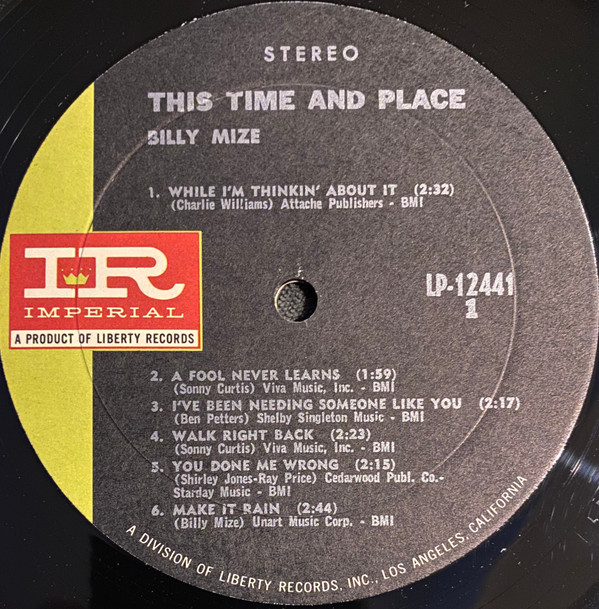 STEREO
THIS TIME AND PLACE
BILLY MIZE
1. WHILE I'M THINKIN' ABOUT IT (2:32)
(Charlie Williams) Attache Publishers - BMI
IR
IMPERIAL
A PRODUCT OF LIBERTY RECORDS
LP-12441
1
2. A FOOL NEVER LEARNS (1:59)
(Sonny Curtis) Viva Music, Inc. - BMI
3. I'VE BEEN NEEDING SOMEONE LIKE YOU (2:17)
(Ben Petters) Shelby Singleton Music - BMI
4. WALK RIGHT BACK (2:23)
(Sonny Curtis) Viva Music, Inc. - BMI
5. YOU DONE ME WRONG (2:15)
(Shirley Jones-Ray Price) Cedarwood Publ. Co.-
Starday Music - BMI
6. MAKE IT RAIN (2:44)
(Billy Mize) Unart Music Corp. - BMI
A DIVISION OF LIBERTY RECORDS, INC., LOS ANGELES, CALIFORNIA